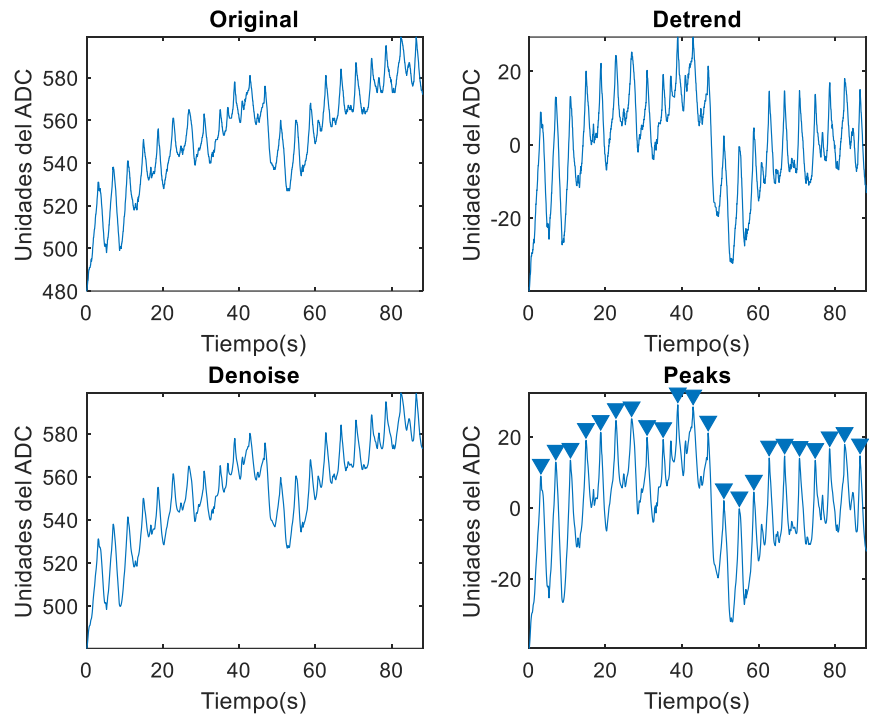 Original
Unidades del ADC
580
560
540
520
500
480
0 20 40 60 80
Tiempo(s)
Detrend
Unidades del ADC
20
0
-20
0 20 40 60 80
Tiempo(s)
Denoise
Unidades del ADC
580
560
540
520
500
0 20 40 60 80
Tiempo(s)
Peaks
Unidades del ADC
20
0
-20
0 20 40 60 80
Tiempo(s)